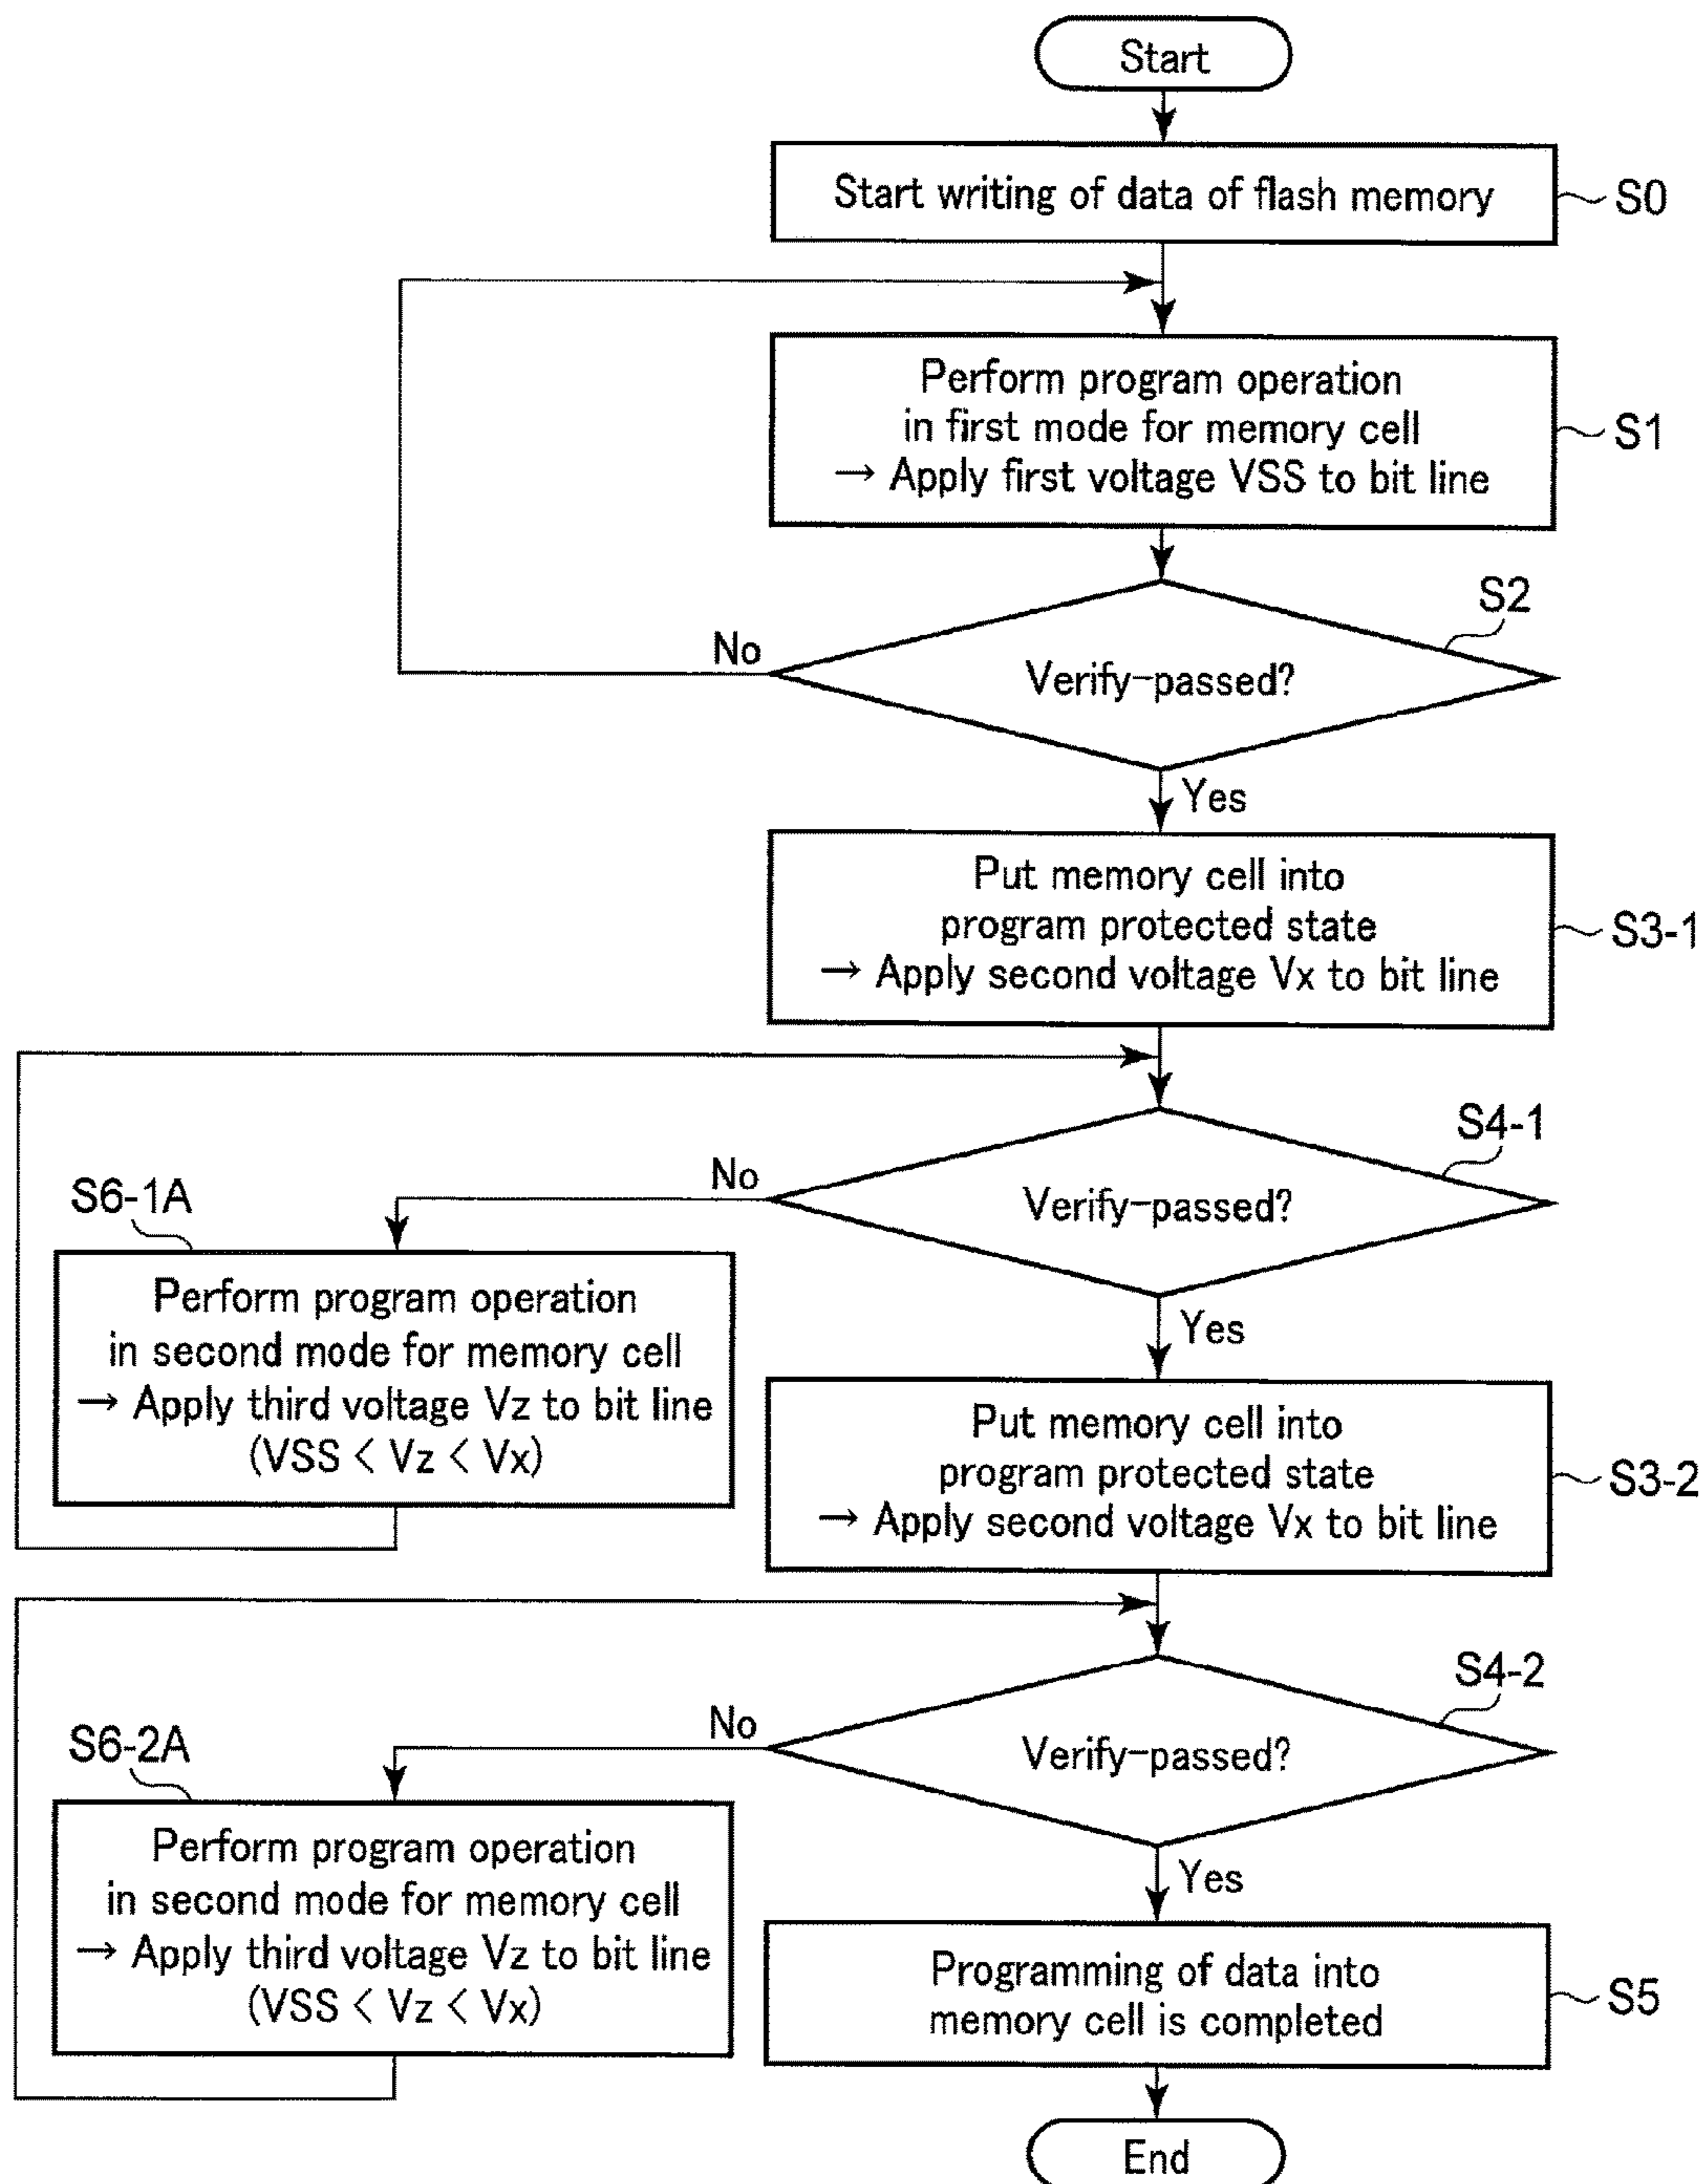 Start
Start writing of data of flash memory
S0
Perform program operation
in first mode for memory cell
→ Apply first voltage VSS to bit line
S1
S2
Verify-passed?
No
Yes
Put memory cell into
program protected state
→ Apply second voltage Vx to bit line
S3-1
S4-1
Verify-passed?
No
Yes
S6-1A
Perform program operation
in second mode for memory cell
→ Apply third voltage Vz to bit line
(VSS < Vz < Vx)
Put memory cell into
program protected state
→ Apply second voltage Vx to bit line
S3-2
S4-2
Verify-passed?
No
Yes
S6-2A
Perform program operation
in second mode for memory cell
→ Apply third voltage Vz to bit line
(VSS < Vz < Vx)
Programming of data into
memory cell is completed
S5
End